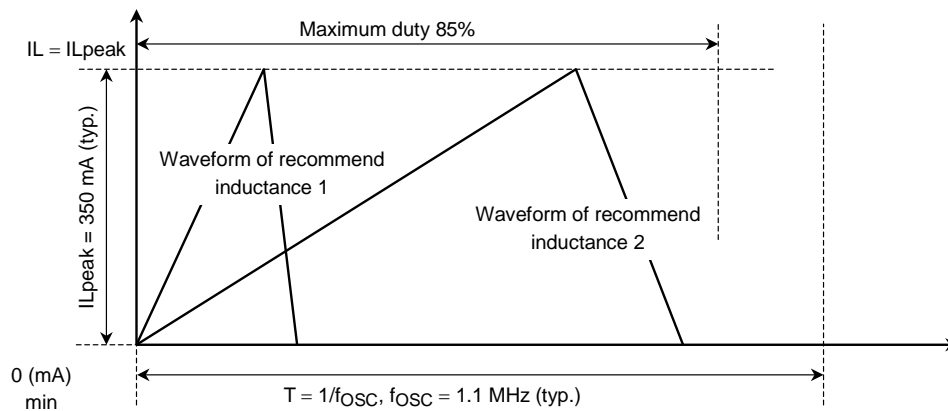 Maximum duty 85%
IL = ILpeak
ILpeak = 350 mA (typ.)
Waveform of recommend
inductance 1
Waveform of recommend
inductance 2
0 (mA)
min
T = 1/fOSC, fOSC = 1.1 MHz (typ.)